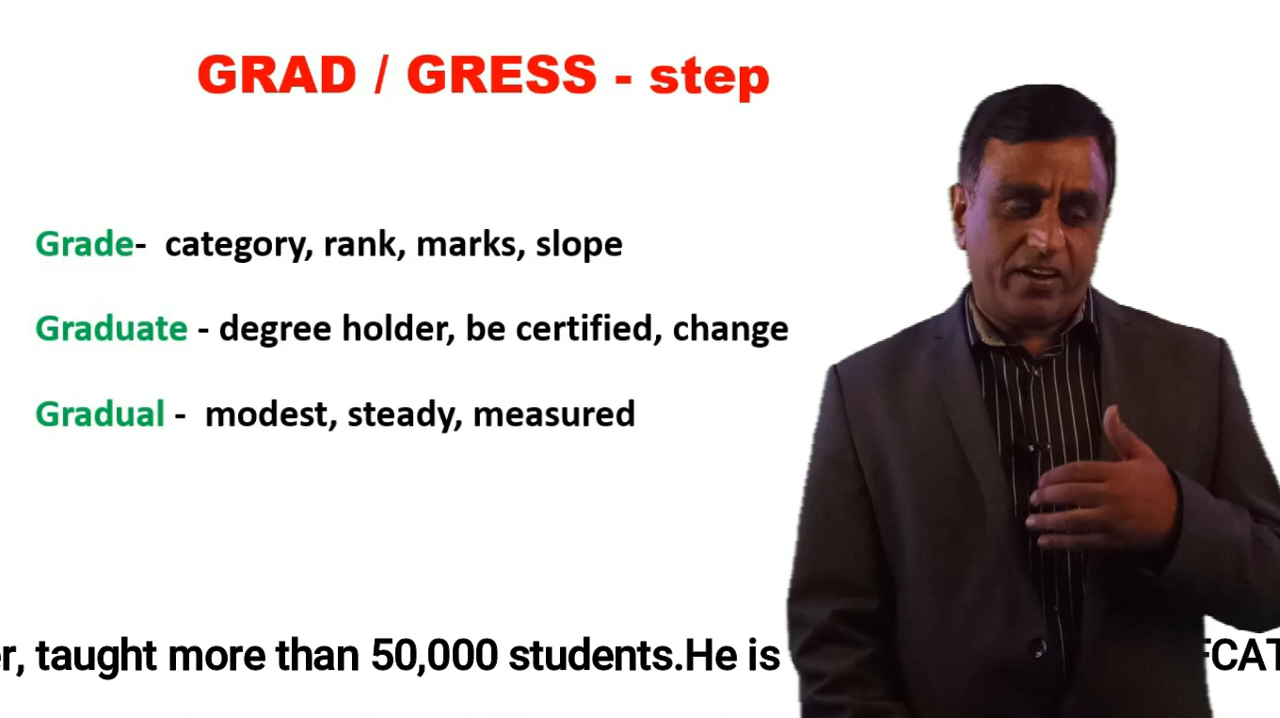 GRAD / GRESS - step
Grade- category, rank, marks, slope
Graduate - degree holder, be certified, change
Gradual - modest, steady, measured
taught more than 50,000 students.He is